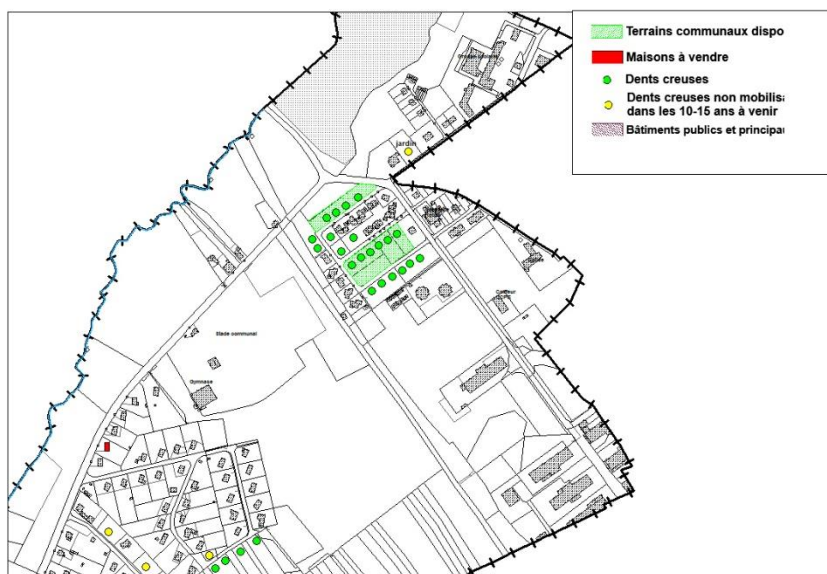 Terrains communaux dispo
Maisons à vendre
Dents creuses
Dents creuses non mobilisa
dans les 10-15 ans à venir
Bâtiments publics et principau
jardin
Stade communal
Gymnase